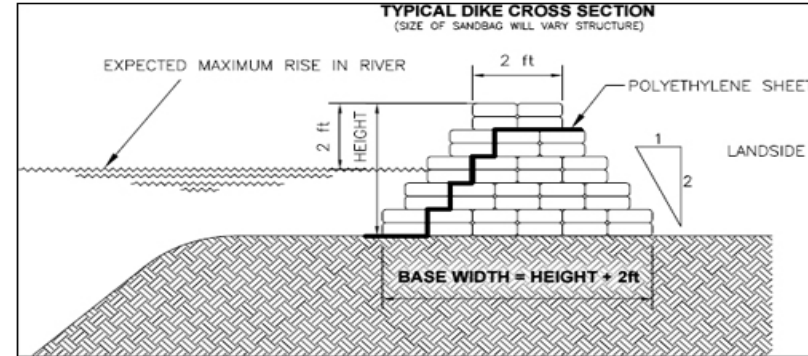 TYPICAL DIKE CROSS SECTION
(SIZE OF SANDBAG WILL VARY STRUCTURE)
EXPECTED MAXIMUM RISE IN RIVER
2 ft
POLYETHYLENE SHEET
2 ft
HEIGHT
1
LANDSIDE
2
BASE WIDTH = HEIGHT + 2ft